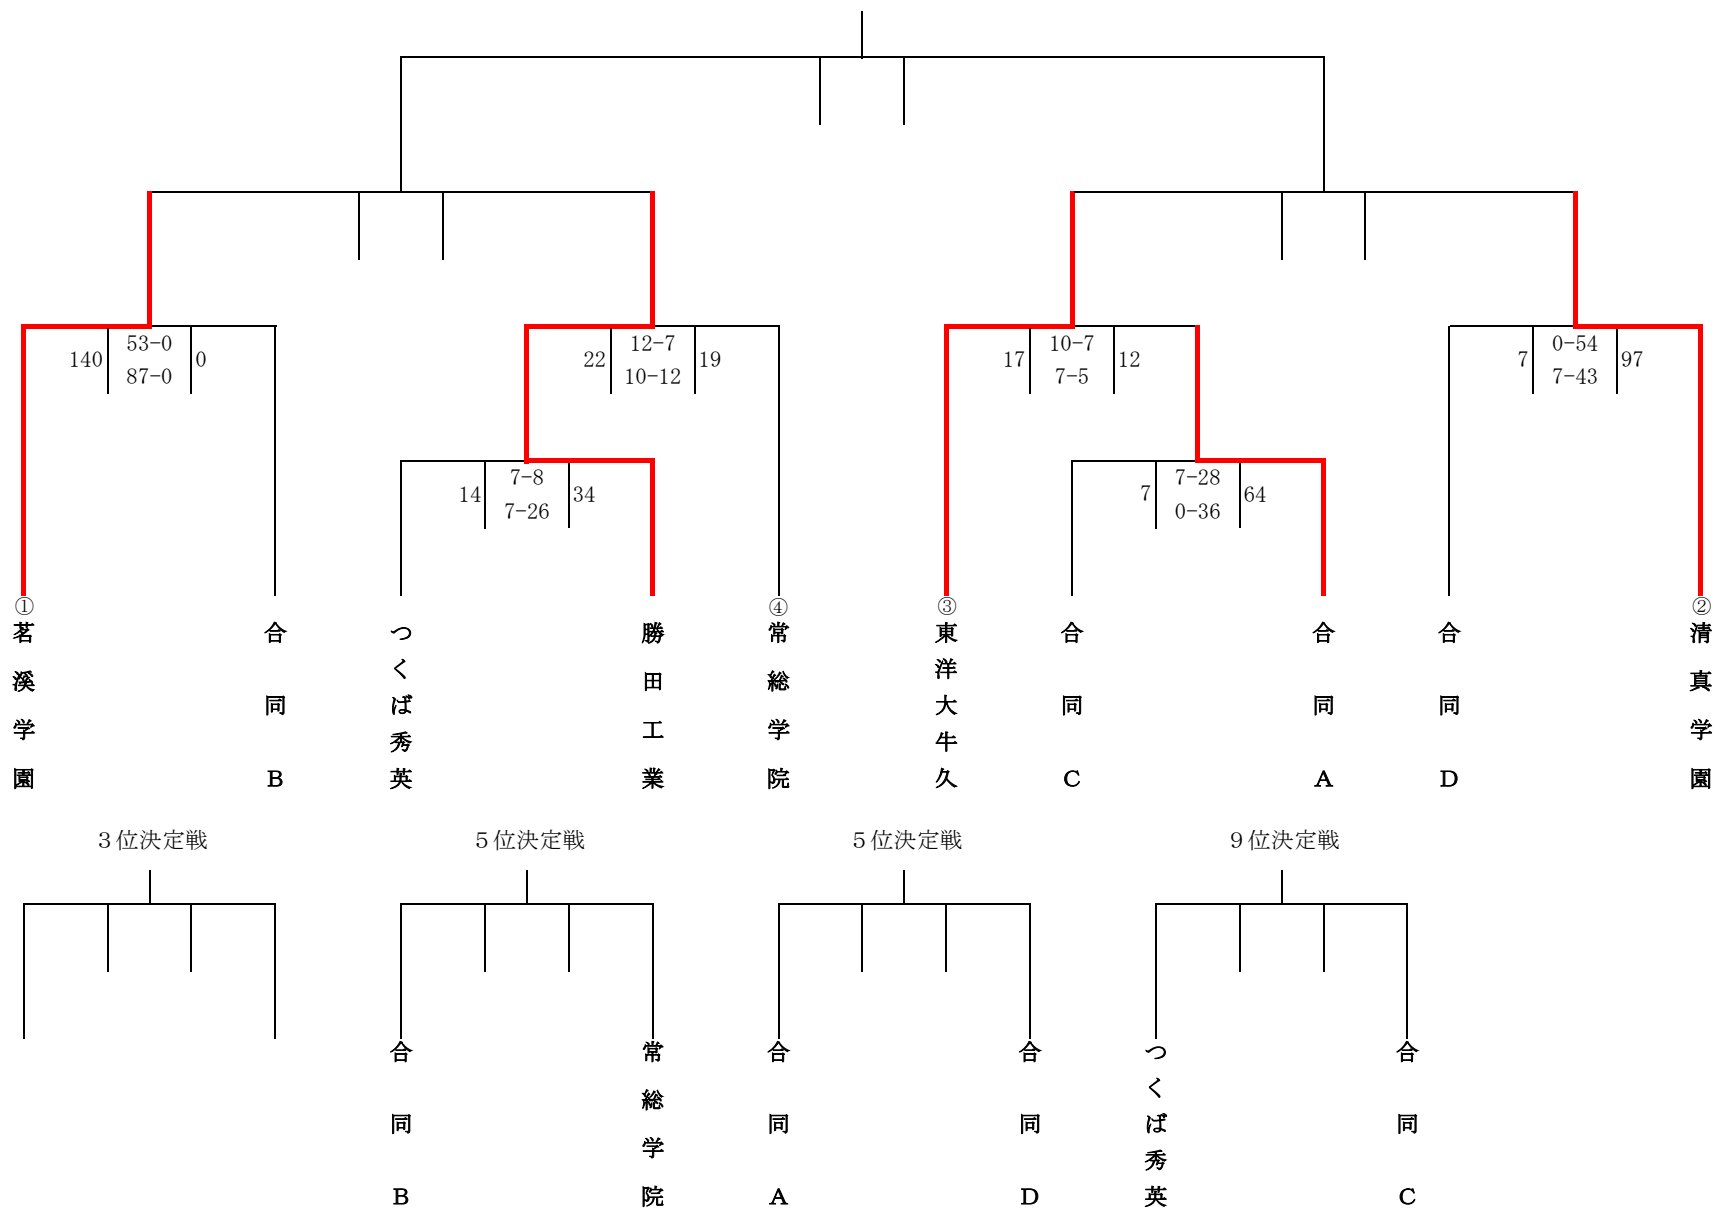 53-0
87-0
140
0
12-7
10-12
22
19
10-7
7-5
17
12
0-54
7-43
7
97
7-8
7-26
14
34
7-28
0-36
7
64
①
茗溪学園
合同B
つくば秀英
勝田工業
④
常総学院
③
東洋大牛久
合同C
合同A
合同D
②
清真学園
３位決定戦
５位決定戦
５位決定戦
９位決定戦
合同B
常総学院
合同A
合同D
つくば秀英
合同C